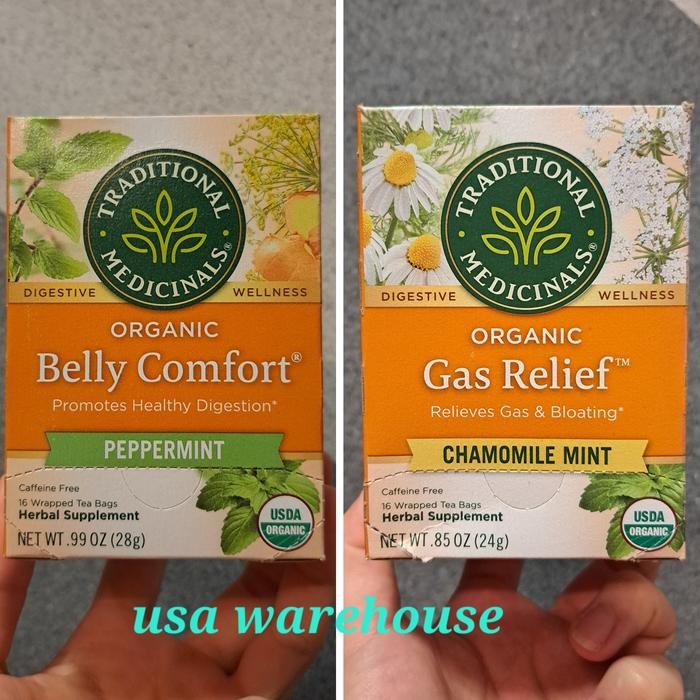 TRADITIONAL
MEDICINALS®
DIGESTIVE WELLNESS
ORGANIC
Belly Comfort®
Promotes Healthy Digestion*
PEPPERMINT
Caffeine Free
16 Wrapped Tea Bags
Herbal Supplement
NET WT .99 OZ (28g)
USDA
ORGANIC
TRADITIONAL
MEDICINALS®
DIGESTIVE WELLNESS
ORGANIC
Gas Relief™
Relieves Gas & Bloating*
CHAMOMILE MINT
Caffeine Free
16 Wrapped Tea Bags
Herbal Supplement
NET WT .85 OZ (24g)
USDA
ORGANIC
usa warehouse